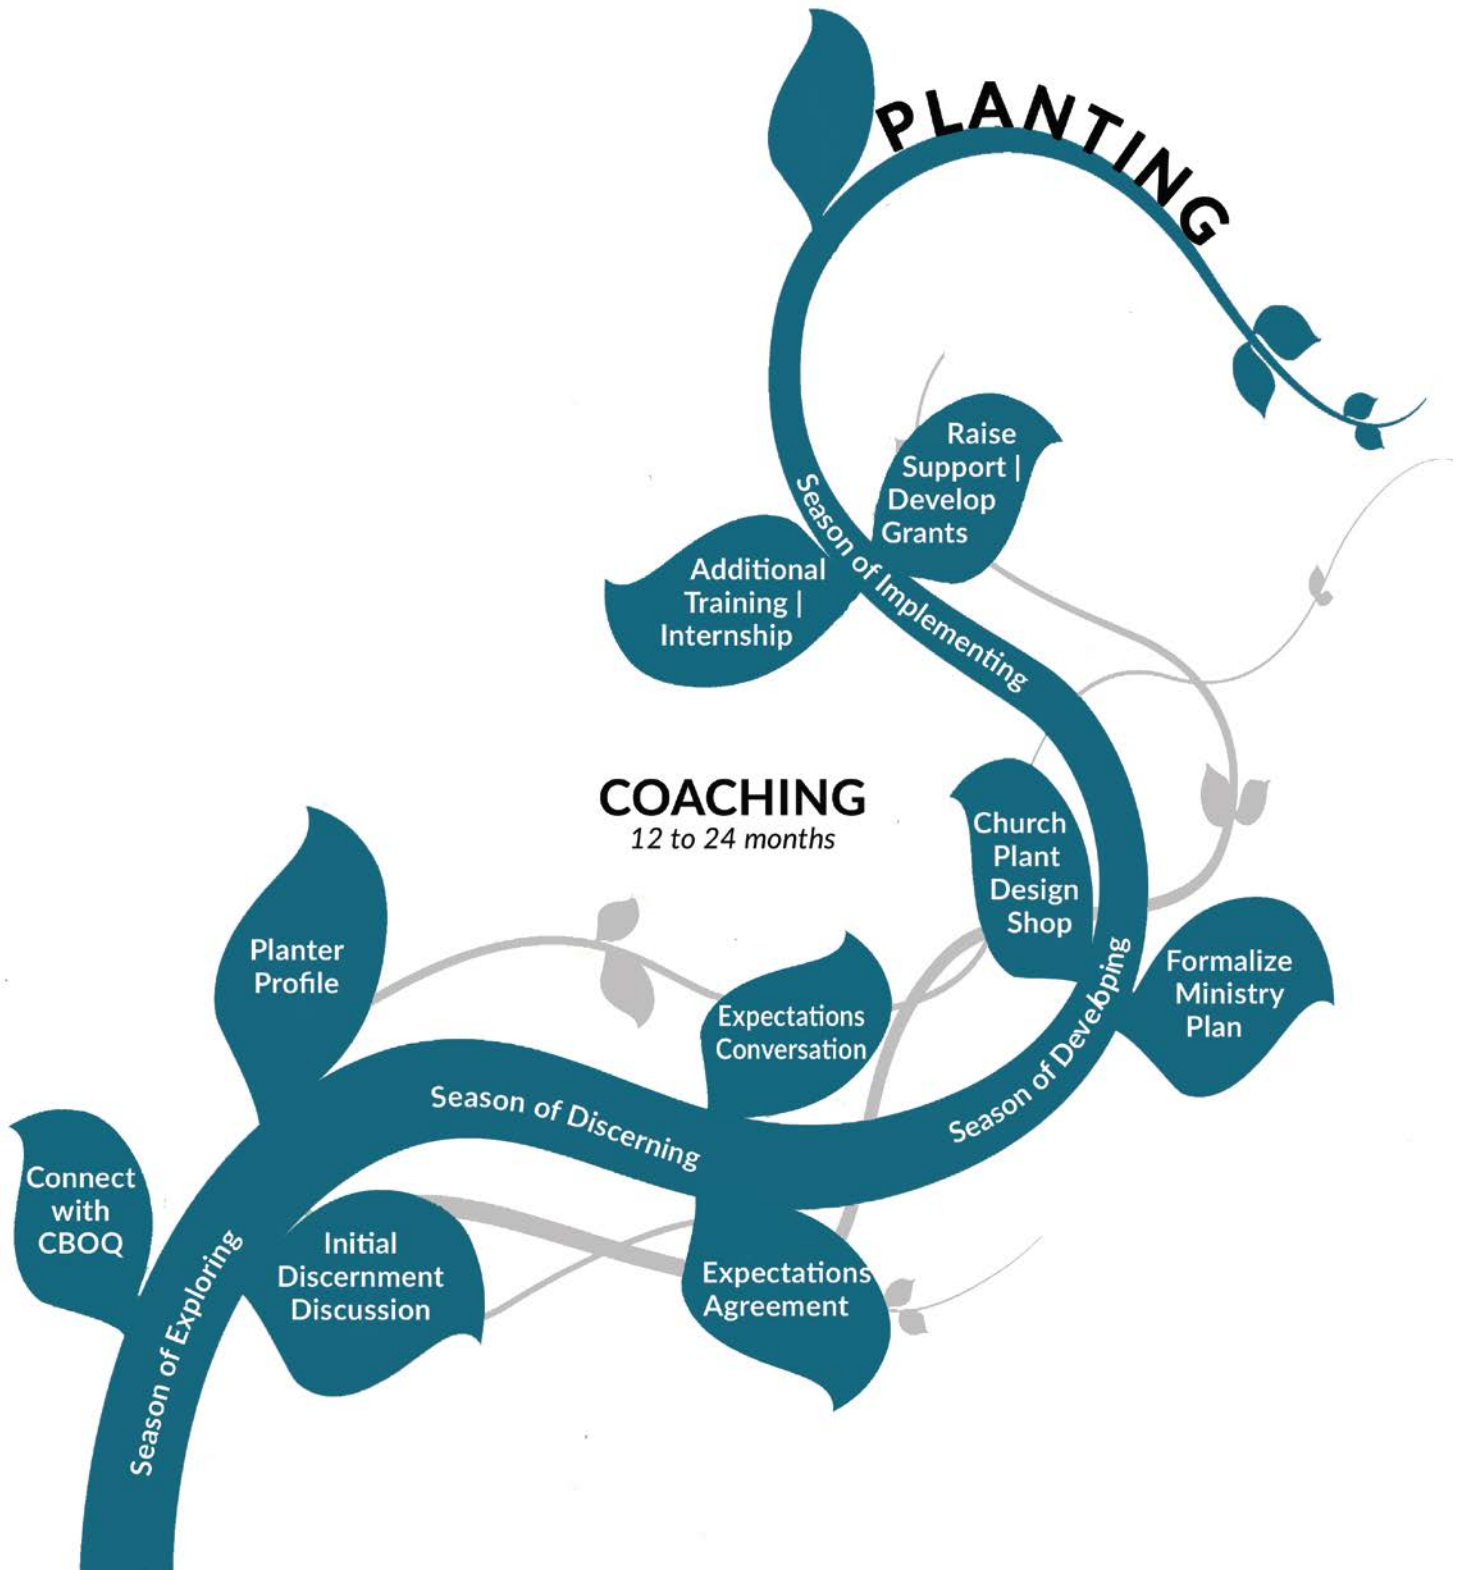 PLANTING
Raise
Support |
Develop
Grants
Season of Implementing
Additional
Training |
Internship
COACHING
12 to 24 months
Church
Plant
Design
Shop
Formalize
Ministry
Plan
Season of Developing
Planter
Profile
Expectations
Conversation
Season of Discerning
Connect
with
CBOQ
Initial
Discernment
Discussion
Expectations
Agreement
Season of Exploring